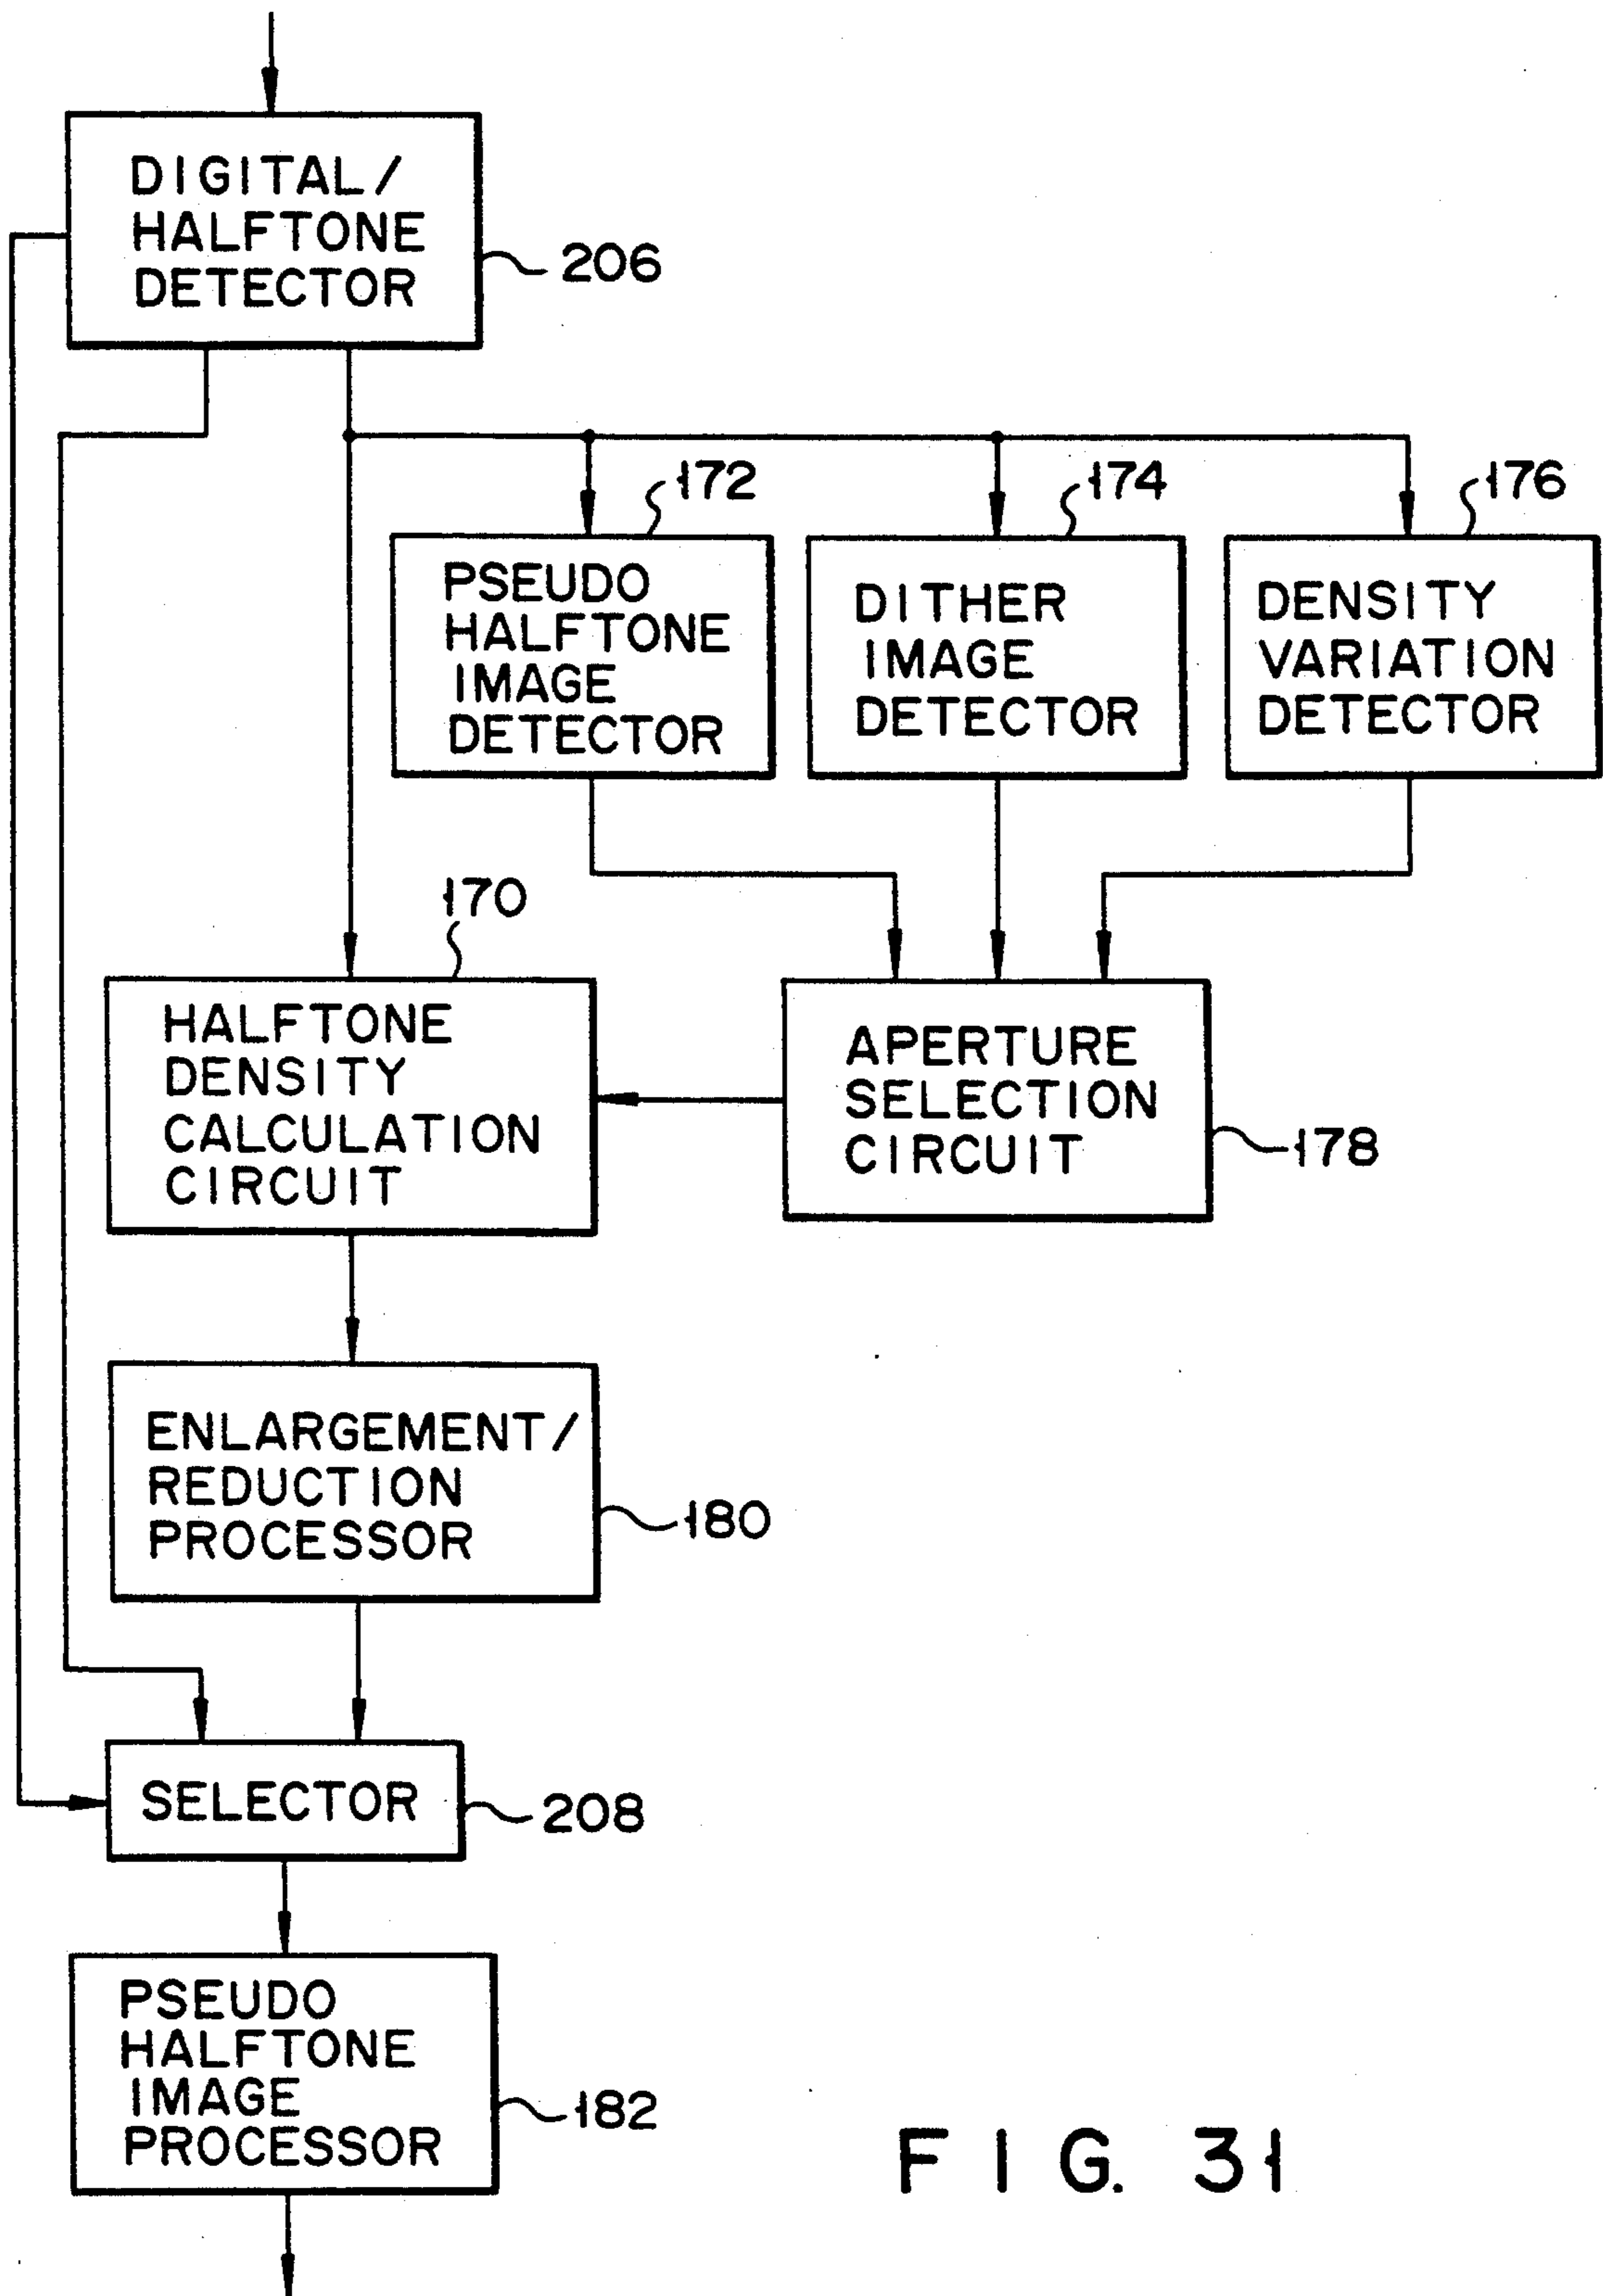 DIGITAL/
HALFTONE
DETECTOR
206
172
174
176
PSEUDO
HALFTONE
IMAGE
DETECTOR
DITHER
IMAGE
DETECTOR
DENSITY
VARIATION
DETECTOR
170
HALFTONE
DENSITY
CALCULATION
CIRCUIT
APERTURE
SELECTION
CIRCUIT
178
ENLARGEMENT/
REDUCTION
PROCESSOR
180
SELECTOR
208
PSEUDO
HALFTONE
IMAGE
PROCESSOR
182
FIG. 31